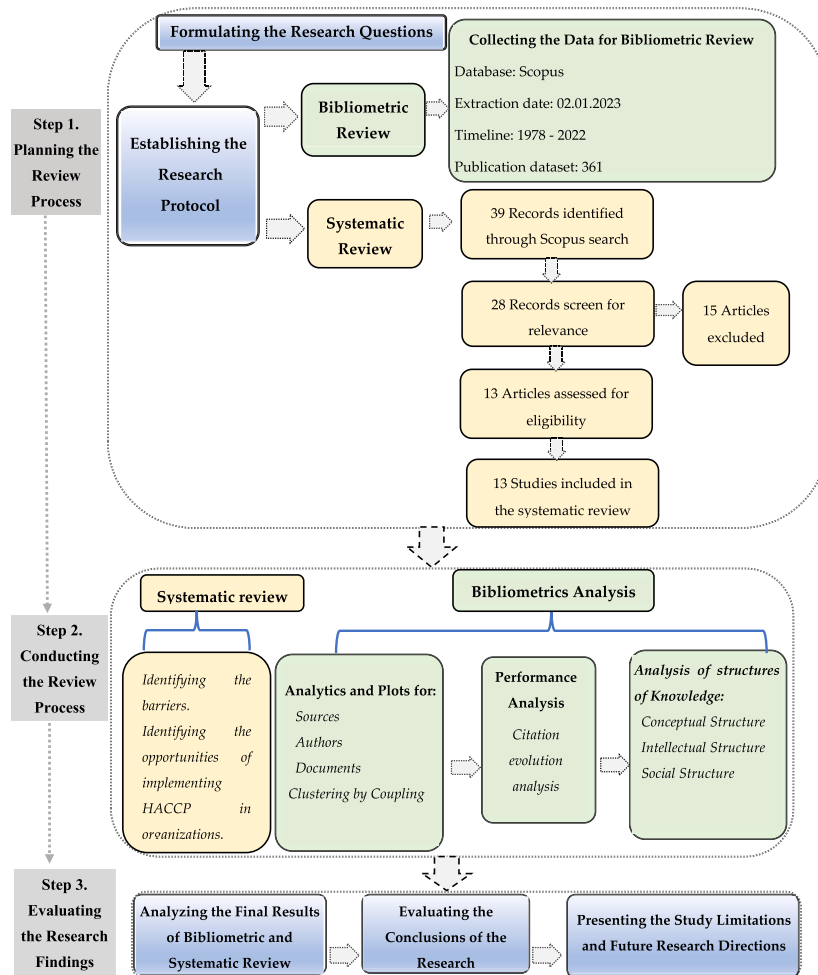 Formulating the Research Questions
Collecting the Data for Bibliometric Review
Database: Scopus
Extraction date: 02.01.2023
Timeline: 1978 - 2022
Publication dataset: 361
Step 1.
Planning the
Review
Process
Establishing the
Research
Protocol
Bibliometric
Review
Systematic
Review
39 Records identified
through Scopus search
28 Records screen for
relevance
15 Articles
excluded
13 Articles assessed for
eligibility
13 Studies included in
the systematic review
Step 2.
Conducting
the Review
Process
Systematic review
Bibliometrics Analysis
Identifying the
barriers.
Identifying the
opportunities of
implementing
HACCP in
organizations.
Analytics and Plots for:
Sources
Authors
Documents
Clustering by Coupling
Performance
Analysis
Citation
evolution
analysis
Analysis of structures
of Knowledge:
Conceptual Structure
Intellectual Structure
Social Structure
Step 3.
Evaluating
the Research
Findings
Analyzing the Final Results
of Bibliometric and
Systematic Review
Evaluating the
Conclusions of the
Research
Presenting the Study Limitations
and Future Research Directions